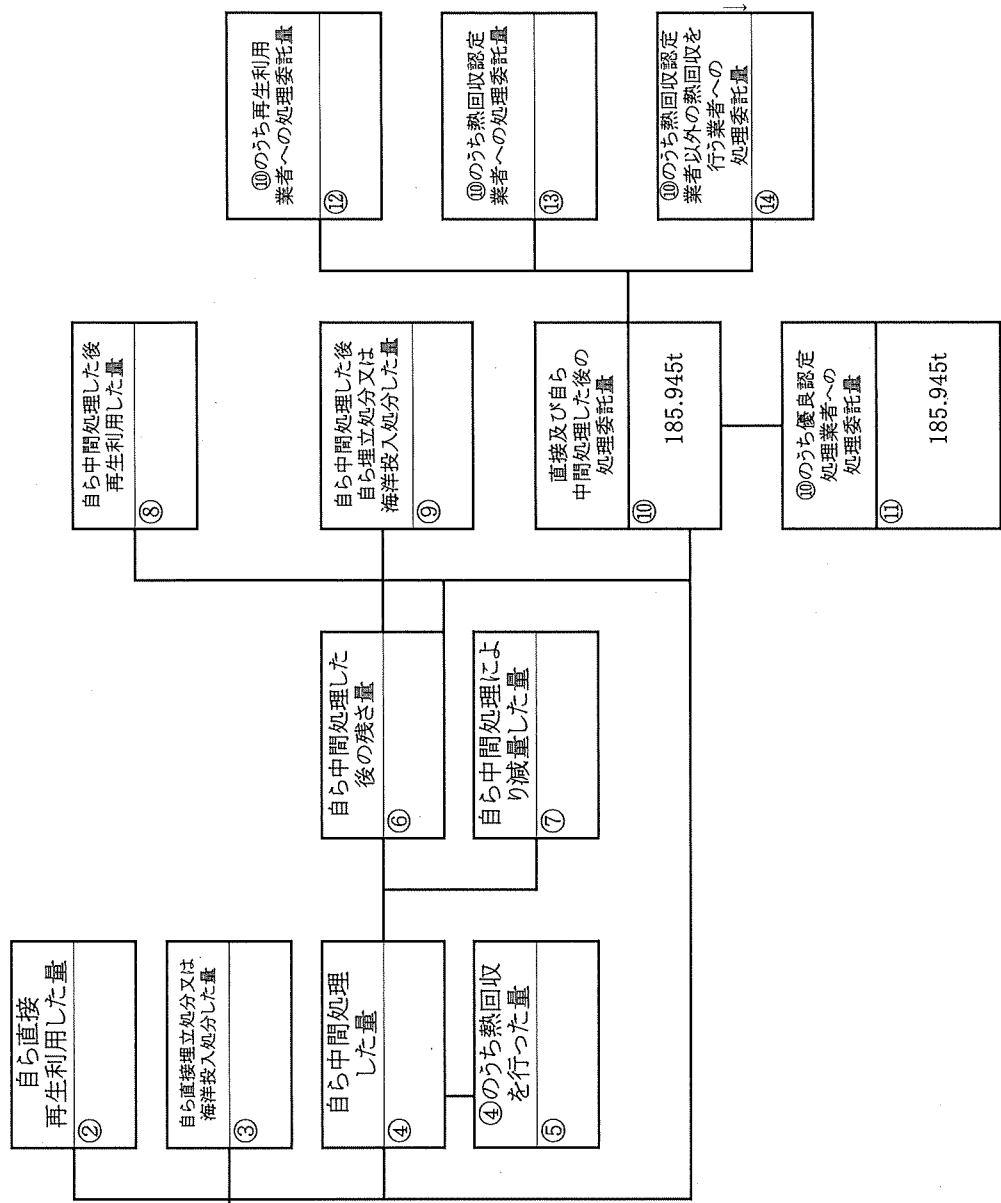 自ら直接
再生利用した量
②
自ら直接埋立処分又は
海洋投入処分した量
③
自ら中間処理
した量
④
④のうち熱回収
を行った量
⑤
自ら中間処理した
後の残さ量
⑥
自ら中間処理によ
り減量した量
⑦
自ら中間処理した後
再生利用した量
⑧
自ら中間処理した後
自ら埋立処分又は
海洋投入処分した量
⑨
直接及び自ら
中間処理した後の
処理委託量
⑩
185.945t
⑩のうち優良認定
処理業者への
処理委託量
⑪
185.945t
⑩のうち再生利用
業者への処理委託量
⑫
⑩のうち熱回収認定
業者への処理委託量
⑬
⑩のうち熱回収認定
業者以外の熱回収を
行う業者への
処理委託量
⑭